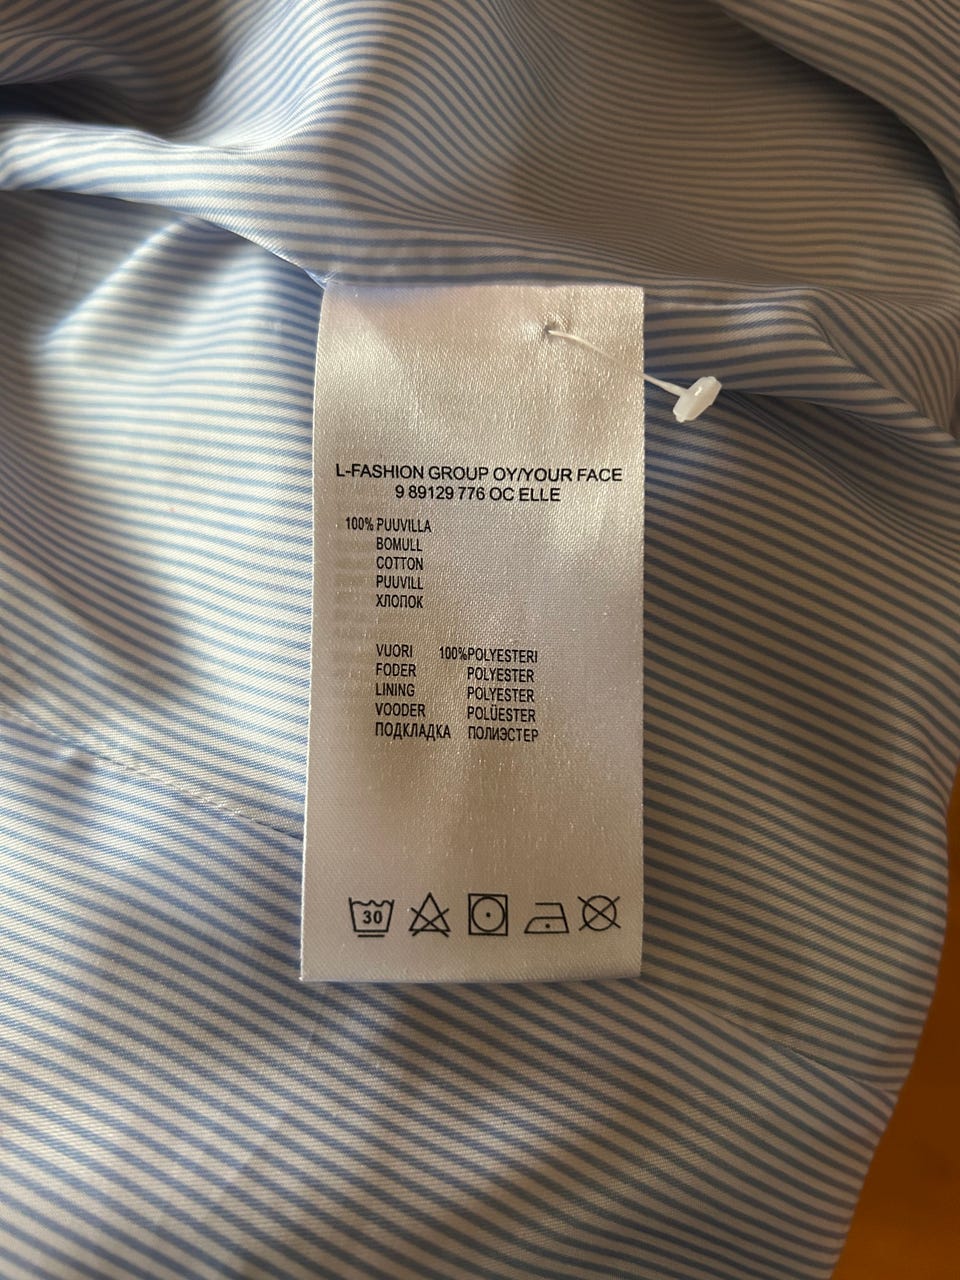 L-FASHION GROUP OY/YOUR FACE
9 89129 776 OC ELLE
100% PUUVILLA
BOMULL
COTTON
PUUVILL
ХЛОПОК
VUORI 100%POLYESTERI
FODER POLYESTER
LINING POLYESTER
VOODER POLÜESTER
ПОДКЛАДКА ПОЛИЭСТЕР
30